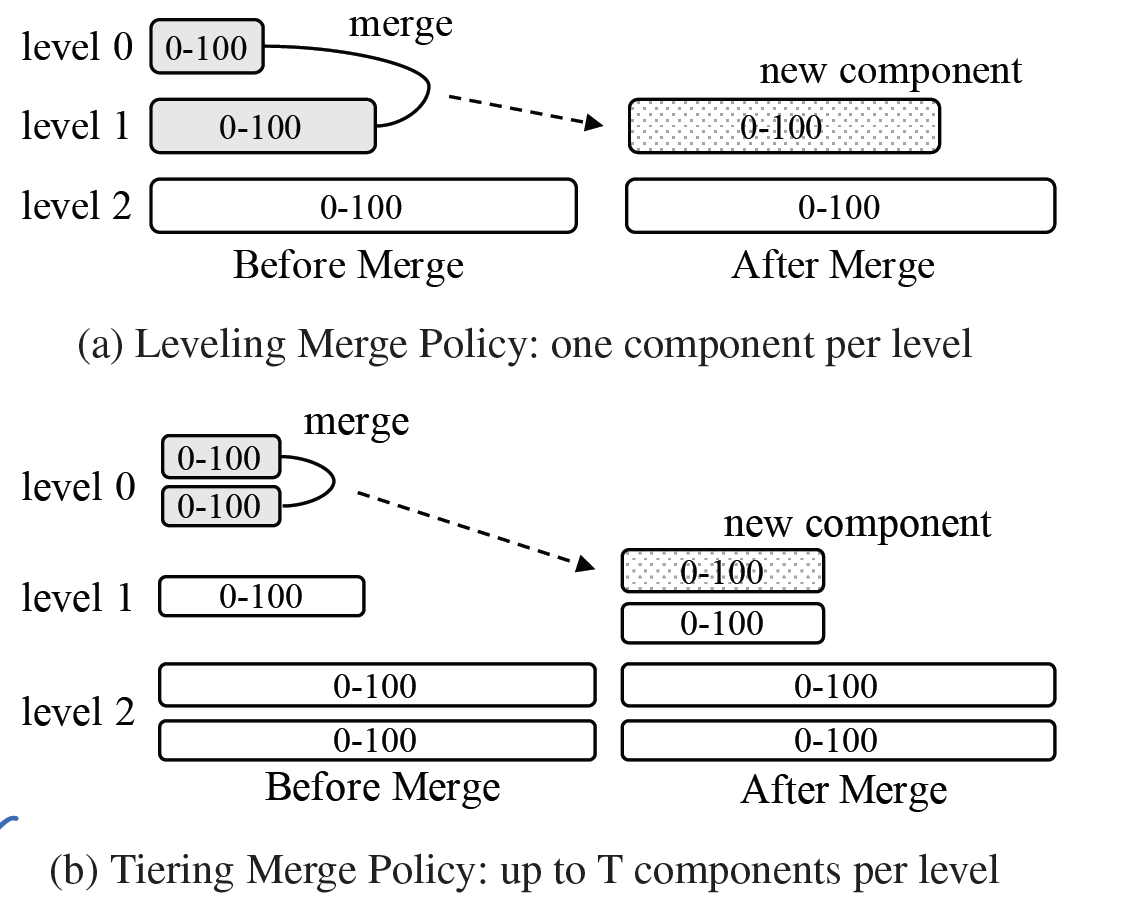 merge
level 0 0-100
new component
level 1 0-100 0-100
level 2 0-100 0-100
Before Merge After Merge
(a) Leveling Merge Policy: one component per level
merge
0-100
level 0
0-100
new component
0-100
level 1 0-100
0-100
0-100 0-100
level 2
0-100 0-100
Before Merge After Merge
(b) Tiering Merge Policy: up to T components per level